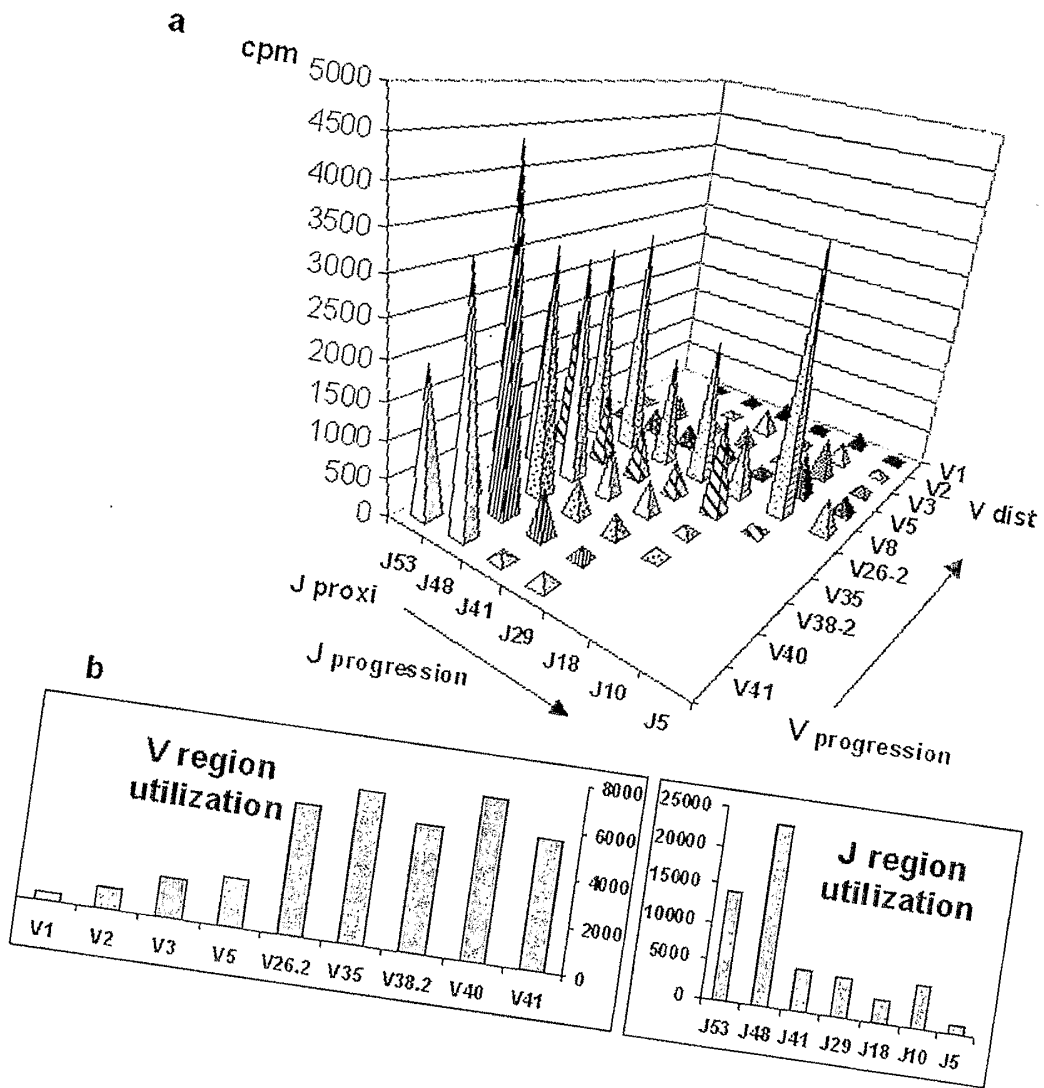 a
cpm
5000
4500
4000
3500
3000
2500
2000
1500
1000
500
0
J53
J48
J41
J29
J18
J10
J5
J proxi
J progression
V1
V2
V3
V5
V8
V26-2
V35
V38-2
V40
V41
V dist
V progression
b
V region
utilization
8000
6000
4000
2000
0
V1
V2
V3
V5
V26.2
V35
V38.2
V40
V41
25000
20000
15000
10000
5000
0
J region
utilization
J53
J48
J41
J29
J18
J10
J5